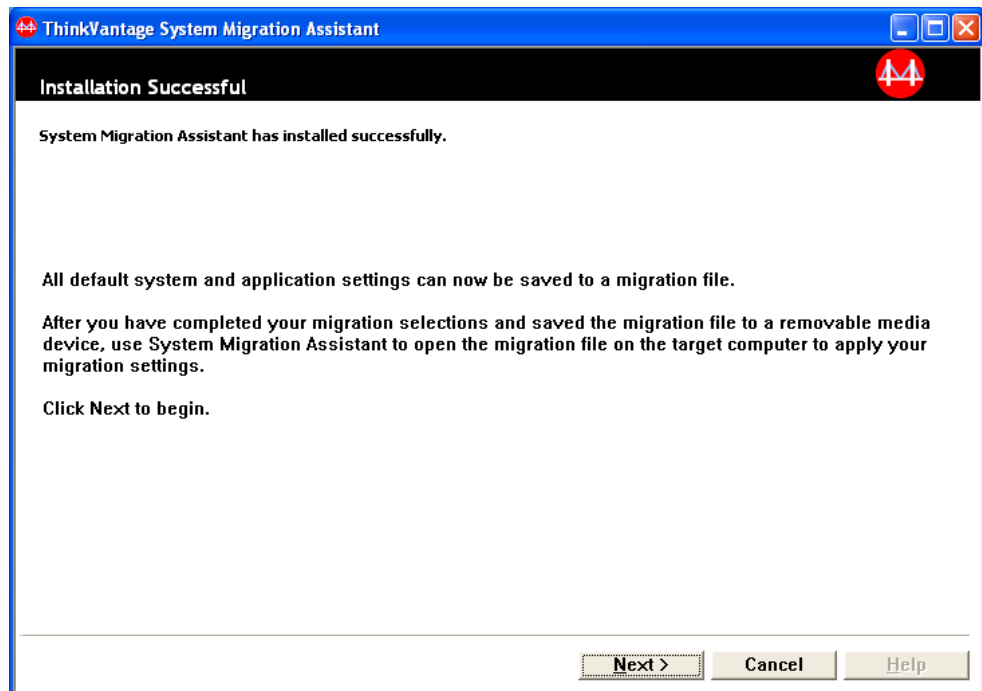 ThinkVantage System Migration Assistant
Installation Successful
System Migration Assistant has installed successfully.
All default system and application settings can now be saved to a migration file.
After you have completed your migration selections and saved the migration file to a removable media
device, use System Migration Assistant to open the migration file on the target computer to apply your
migration settings.
Click Next to begin.
Next > Cancel Help